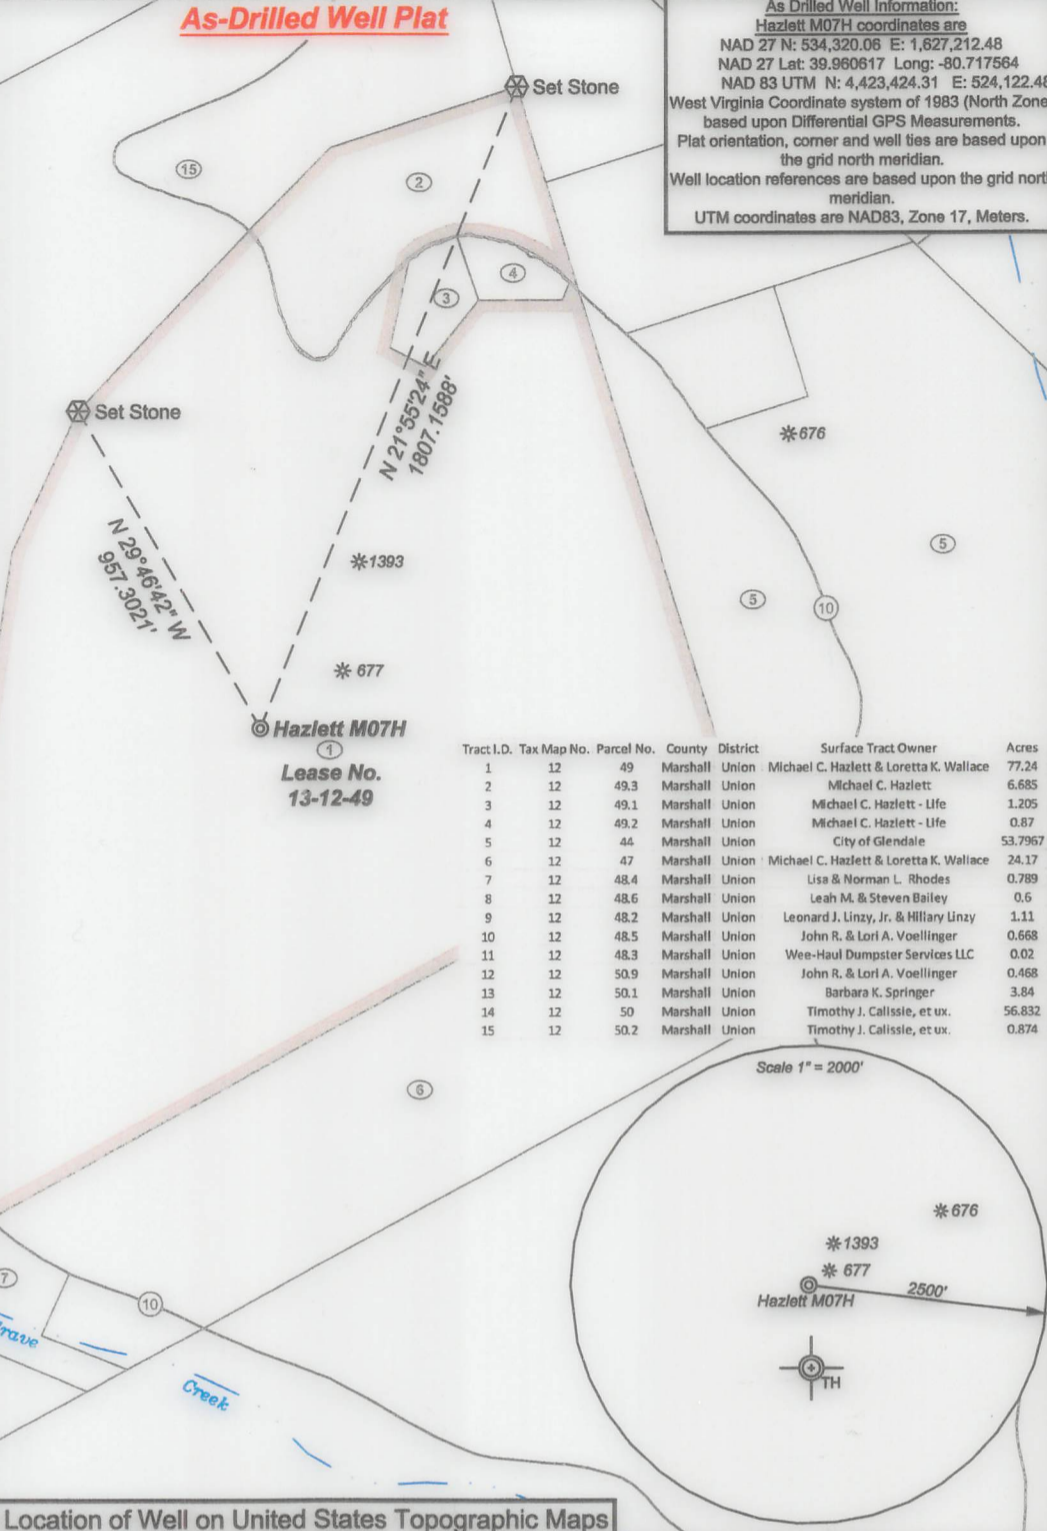 As-Drilled Well Plat
As Drilled Well Information:
Hazlett M07H coordinates are
NAD 27 N: 534,320.06 E: 1,627,212.48
NAD 27 Lat: 39.960617 Long: -80.717564
NAD 83 UTM N: 4,423,424.31 E: 524,122.48
West Virginia Coordinate system of 1983 (North Zone
based upon Differential GPS Measurements.
Plat orientation, corner and well ties are based upon
the grid north meridian.
Well location references are based upon the grid north
meridian.
UTM coordinates are NAD83, Zone 17, Meters.
Set Stone
15
2
4
3
Set Stone
N 21°55'24" E
1807.1588'
676
N 29°46'42" W
957.3021'
1393
5
5
10
677
Hazlett M07H
1
Lease No.
13-12-49
Tract I.D. Tax Map No. Parcel No. County District Surface Tract Owner Acres
1 12 49 Marshall Union Michael C. Hazlett & Loretta K. Wallace 77.24
2 12 49.3 Marshall Union Michael C. Hazlett 6.685
3 12 49.1 Marshall Union Michael C. Hazlett - Life 1.205
4 12 49.2 Marshall Union Michael C. Hazlett - Life 0.87
5 12 44 Marshall Union City of Glendale 53.7967
6 12 47 Marshall Union Michael C. Hazlett & Loretta K. Wallace 24.17
7 12 48.4 Marshall Union Lisa & Norman L. Rhodes 0.789
8 12 48.6 Marshall Union Leah M. & Steven Bailey 0.6
9 12 48.2 Marshall Union Leonard J. Linzy, Jr. & Hillary Linzy 1.11
10 12 48.5 Marshall Union John R. & Lori A. Voellinger 0.668
11 12 48.3 Marshall Union Wee-Haul Dumpster Services LLC 0.02
12 12 50.9 Marshall Union John R. & Lori A. Voellinger 0.468
13 12 50.1 Marshall Union Barbara K. Springer 3.84
14 12 50 Marshall Union Timothy J. Calissie, et ux. 56.832
15 12 50.2 Marshall Union Timothy J. Calissie, et ux. 0.874
Scale 1" = 2000'
6
676
1393
677
Hazlett M07H
2500'
TH
7
10
rave
Creek
Location of Well on United States Topographic Maps